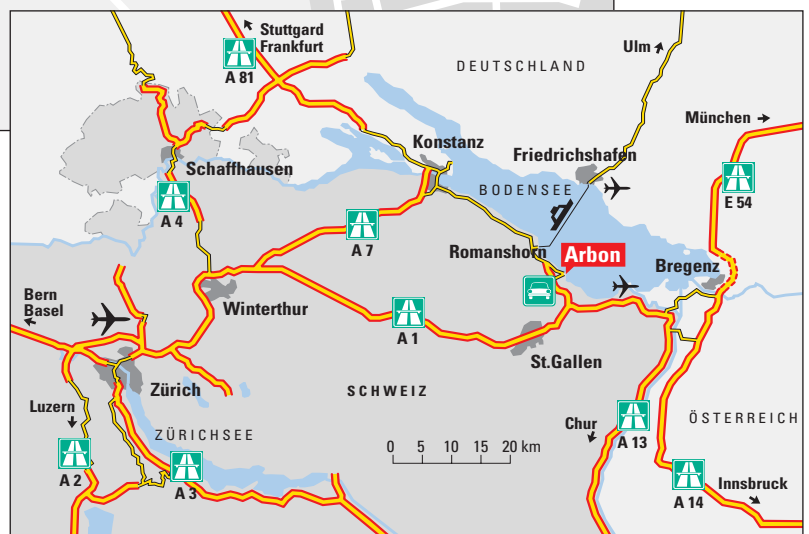 Stuttgard
Frankfurt
A 81
DEUTSCHLAND
Ulm
München
E 54
Konstanz
Friedrichshafen
BODENSEE
Schaffhausen
A 4
A 7
Romanshorn
Arbon
Bregenz
Bern
Basel
Winterthur
A 1
St.Gallen
Zürich
SCHWEIZ
Luzern
ZÜRICHSEE
0 5 10 15 20 km
Chur
A 13
ÖSTERREICH
A 2
A 3
A 14
Innsbruck